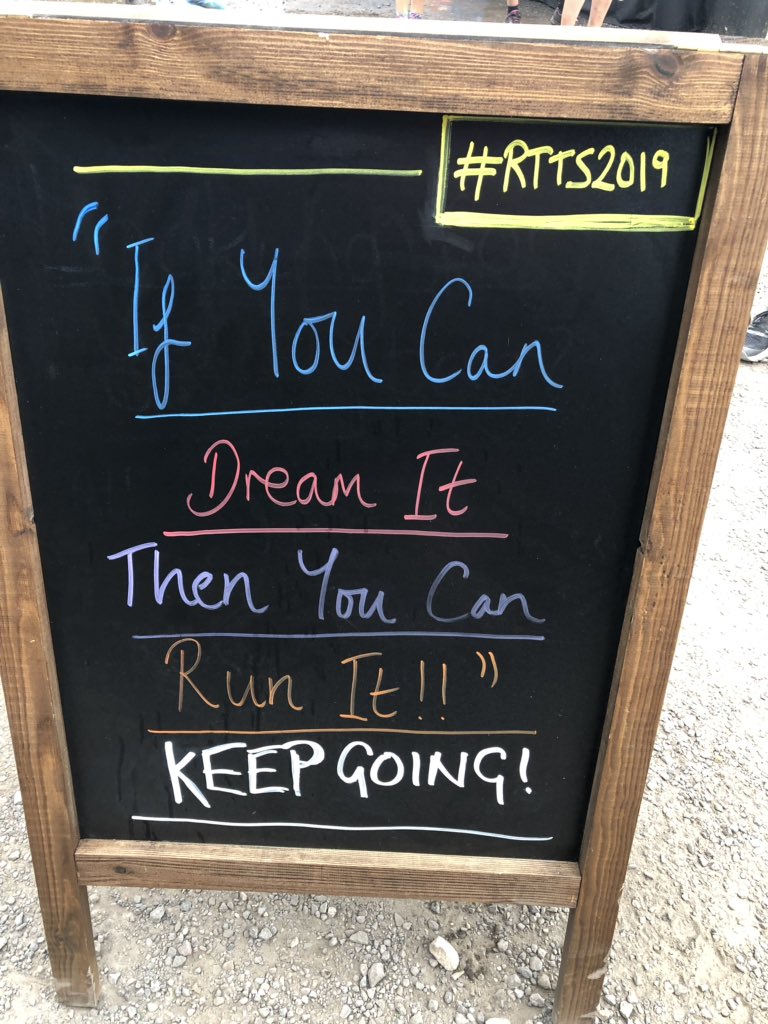 #RTTS2019
"If You Can
Dream It
Then You Can
Run It!!"
KEEP GOING!